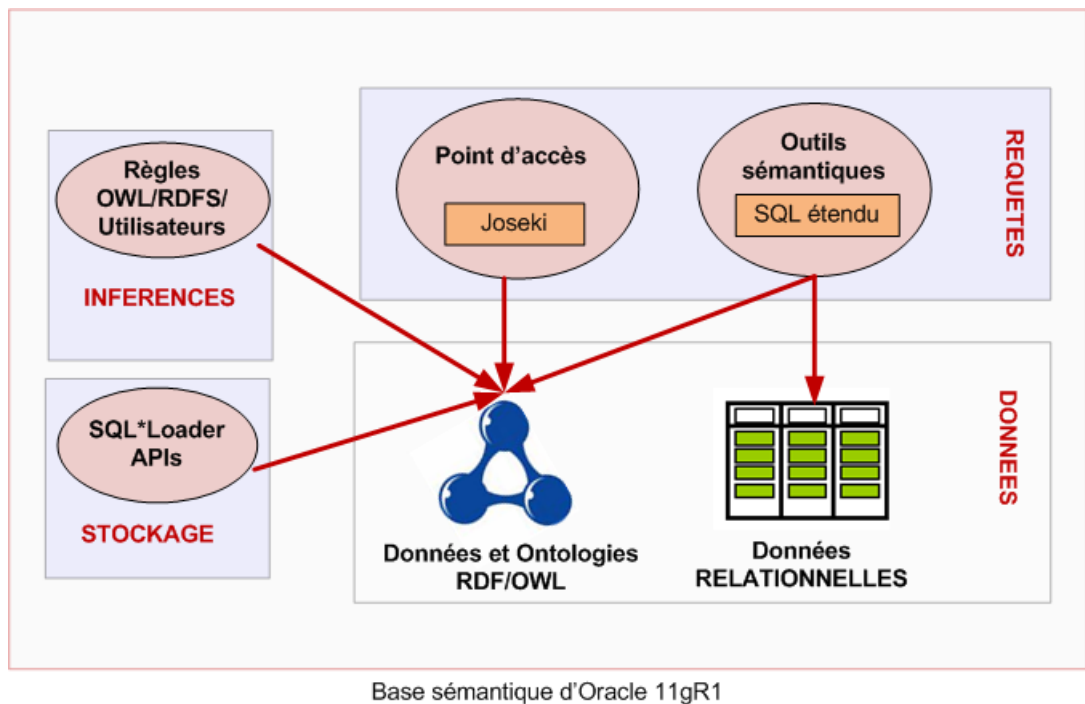 Règles
OWL/RDFS/
Utilisateurs
INFERENCES
SQL*Loader
APIs
STOCKAGE
Point d'accès
Joseki
Outils
sémantiques
SQL étendu
REQUETES
Données et Ontologies
RDF/OWL
Données
RELATIONNELLES
DONNEES
Base sémantique d'Oracle 11gR1